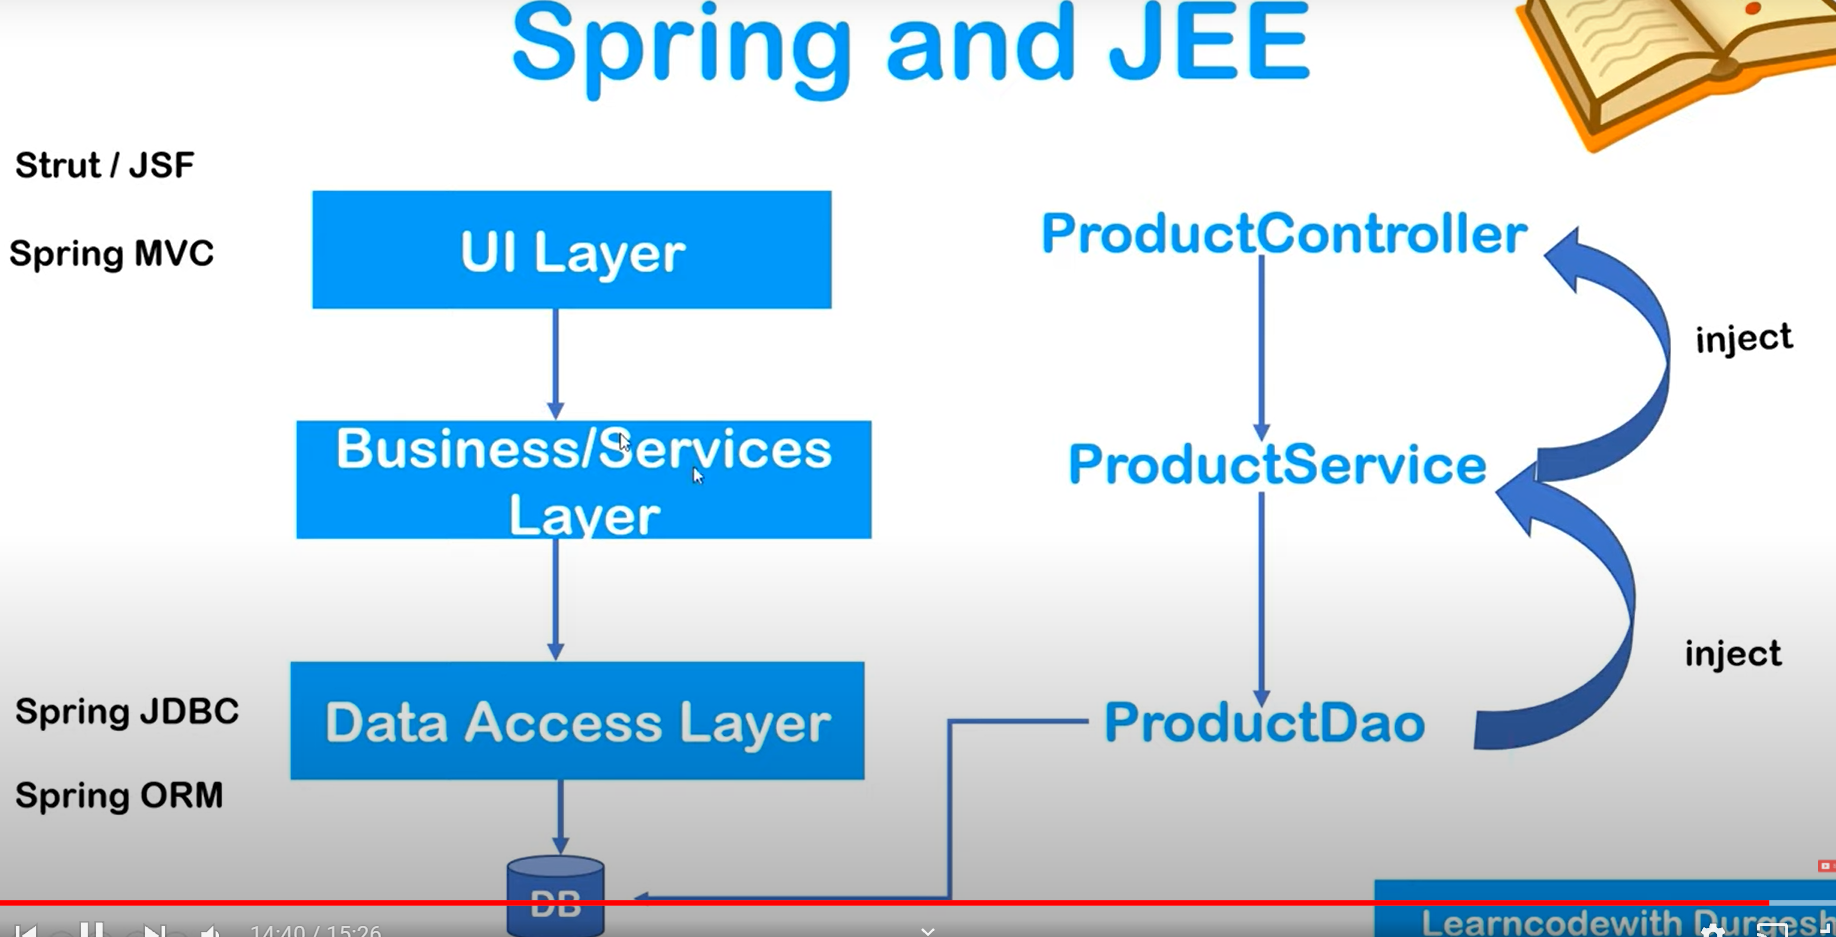 Spring and JEE
Strut / JSF
Spring MVC
UI Layer
ProductController
inject
Business/Services
Layer
ProductService
inject
Spring JDBC
Data Access Layer
ProductDao
Spring ORM
DB
Learncodewith Durgesh
14:40 / 15:26